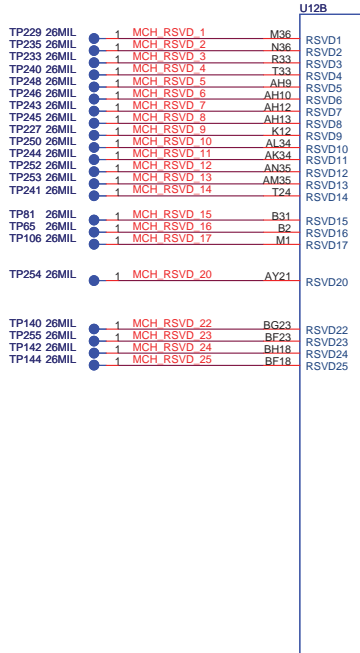 U12B
TP229 26MIL 1 MCH_RSVD_1 M36 RSVD1
TP235 26MIL 1 MCH_RSVD_2 N36 RSVD2
TP233 26MIL 1 MCH_RSVD_3 R33 RSVD3
TP240 26MIL 1 MCH_RSVD_4 T33 RSVD4
TP248 26MIL 1 MCH_RSVD_5 AH9 RSVD5
TP246 26MIL 1 MCH_RSVD_6 AH10 RSVD6
TP243 26MIL 1 MCH_RSVD_7 AH12 RSVD7
TP245 26MIL 1 MCH_RSVD_8 AH13 RSVD8
TP227 26MIL 1 MCH_RSVD_9 K12 RSVD9
TP250 26MIL 1 MCH_RSVD_10 AL34 RSVD10
TP244 26MIL 1 MCH_RSVD_11 AK34 RSVD11
TP252 26MIL 1 MCH_RSVD_12 AN35 RSVD12
TP253 26MIL 1 MCH_RSVD_13 AM35 RSVD13
TP241 26MIL 1 MCH_RSVD_14 T24 RSVD14
TP81 26MIL 1 MCH_RSVD_15 B31 RSVD15
TP65 26MIL 1 MCH_RSVD_16 B2 RSVD16
TP106 26MIL 1 MCH_RSVD_17 M1 RSVD17
TP254 26MIL 1 MCH_RSVD_20 AY21 RSVD20
TP140 26MIL 1 MCH_RSVD_22 BG23 RSVD22
TP255 26MIL 1 MCH_RSVD_23 BF23 RSVD23
TP142 26MIL 1 MCH_RSVD_24 BH18 RSVD24
TP144 26MIL 1 MCH_RSVD_25 BF18 RSVD25